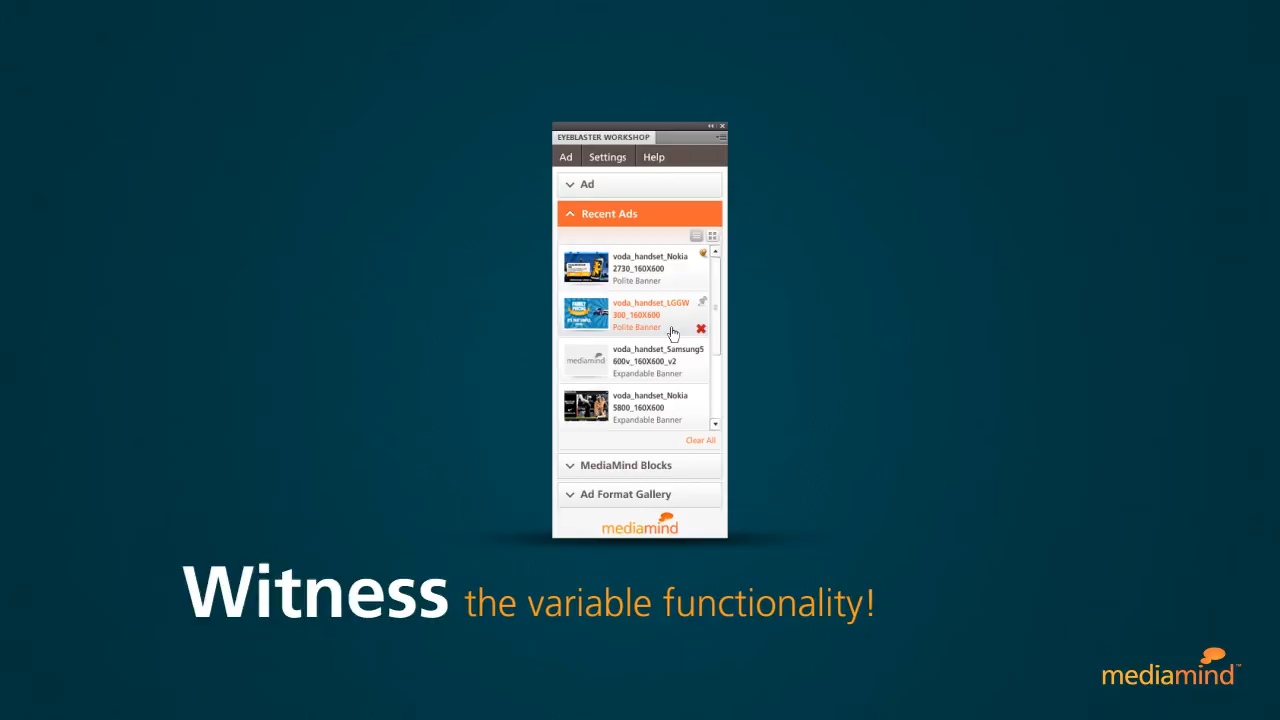 EYEBLASTER WORKSHOP
Ad Settings Help
Ad
Recent Ads
voda_handset_Nokia
2730_160X600
Polite Banner
voda_handset_LGGW
300_160X600
Polite Banner
mediamind
voda_handset_Samsung5
600v_160X600_v2
Expandable Banner
voda_handset_Nokia
5800_160X600
Expandable Banner
Clear All
MediaMind Blocks
Ad Format Gallery
mediamind
Witness the variable functionality!
mediamind™